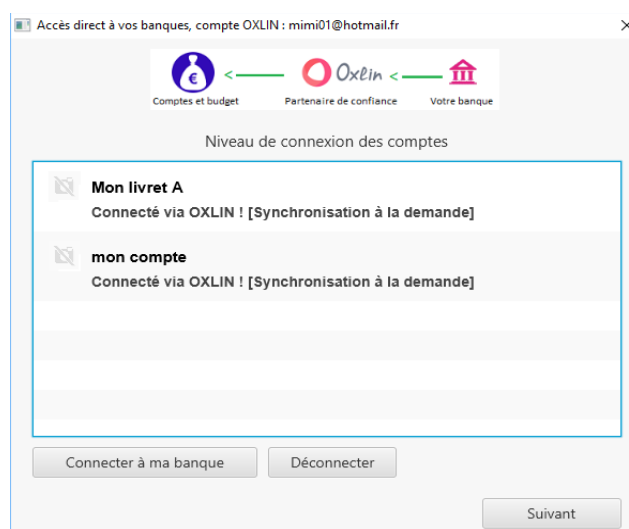 Accès direct à vos banques, compte OXLIN : mimi01@hotmail.fr
€
Oxlin
Comptes et budget Partenaire de confiance Votre banque
Niveau de connexion des comptes
Mon livret A
Connecté via OXLIN ! [Synchronisation à la demande]
mon compte
Connecté via OXLIN ! [Synchronisation à la demande]
Connecter à ma banque Déconnecter
Suivant